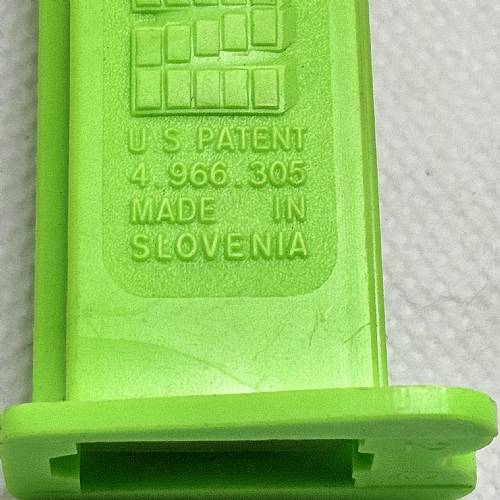 U S PATENT
4.966.305
MADE IN
SLOVENIA